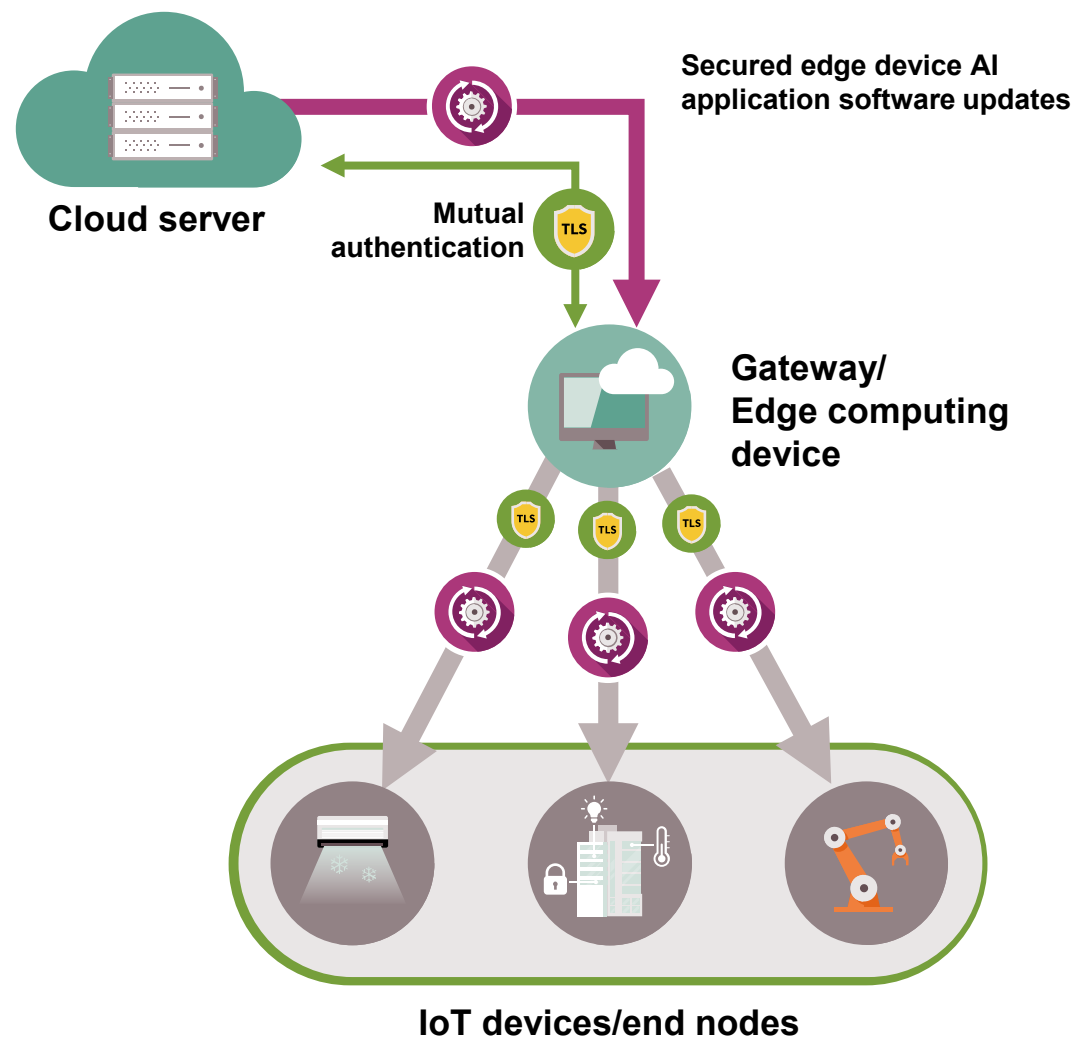 Secured edge device AI
application software updates
Cloud server
Mutual
authentication
TLS
Gateway/
Edge computing
device
TLS
TLS
TLS
IoT devices/end nodes